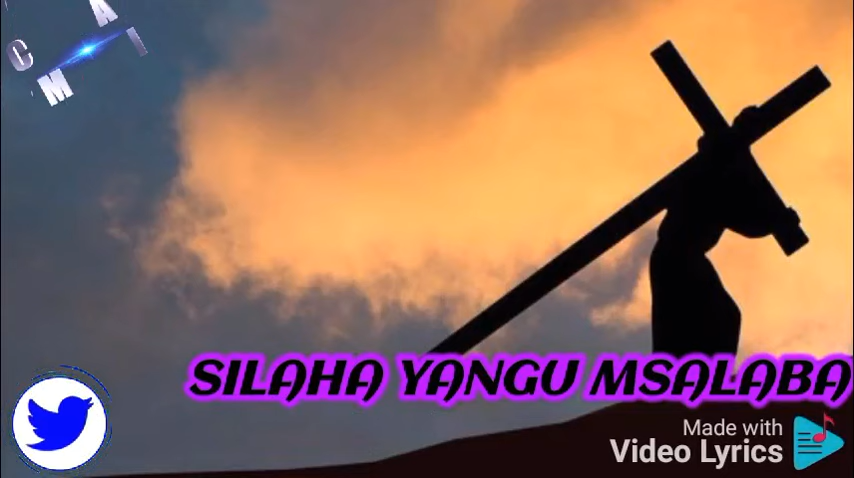 C A I M
SILAHA YANGU MSALABA
Made with
Video Lyrics